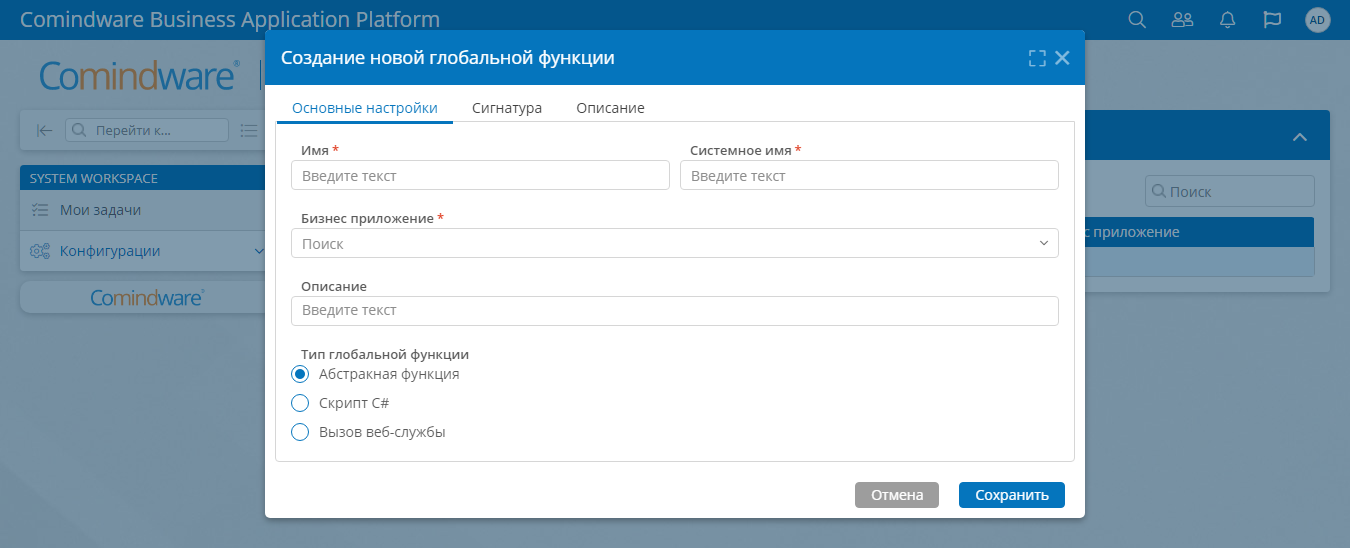 Comindware Business Application Platform
AD
Создание новой глобальной функции
Comindware®
Основные настройки
Сигнатура
Описание
Перейти к...
Имя *
Системное имя *
Введите текст
Введите текст
SYSTEM WORKSPACE
Мои задачи
Поиск
Бизнес приложение *
с приложение
Поиск
Конфигурации
Описание
Comindware®
Введите текст
Тип глобальной функции
Абстракная функция
Скрипт C#
Вызов веб-службы
Отмена
Сохранить